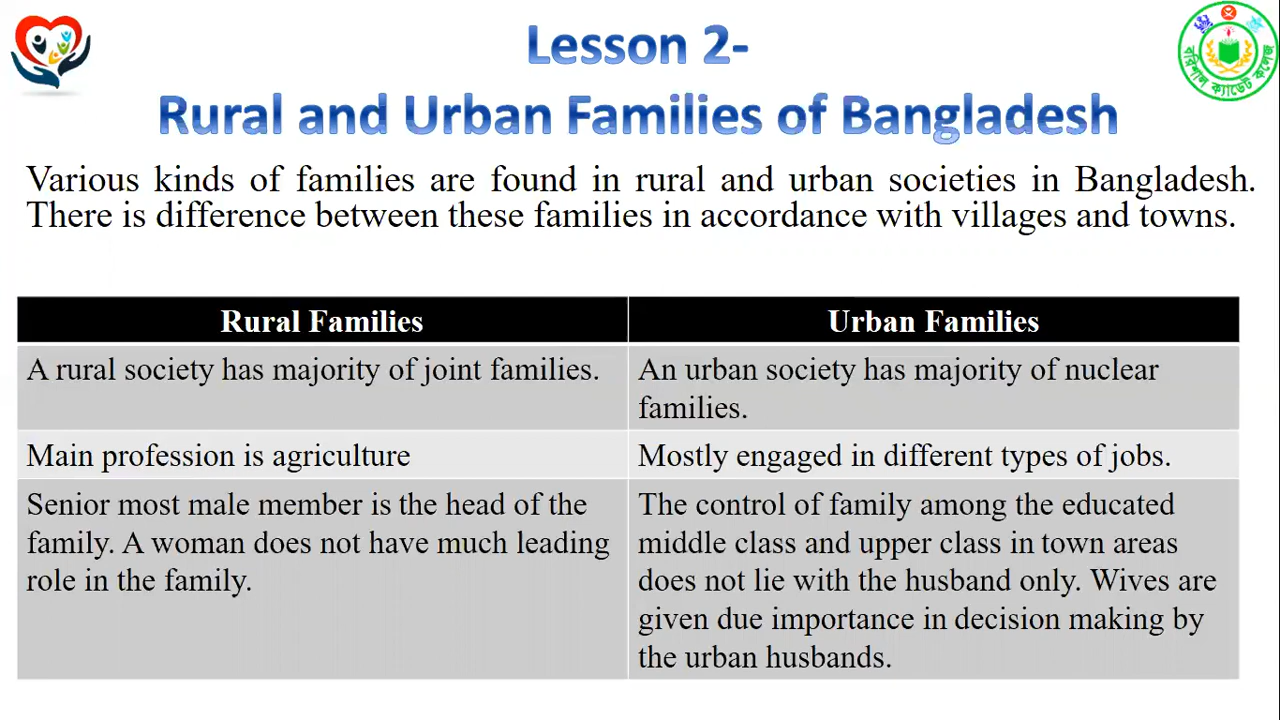 Lesson 2-
Rural and Urban Families of Bangladesh
বরিশাল ক্যাডেট কলেজ
Various kinds of families are found in rural and urban societies in Bangladesh.
There is difference between these families in accordance with villages and towns.
Rural Families
Urban Families
A rural society has majority of joint families.
An urban society has majority of nuclear
families.
Main profession is agriculture
Mostly engaged in different types of jobs.
Senior most male member is the head of the
family. A woman does not have much leading
role in the family.
The control of family among the educated
middle class and upper class in town areas
does not lie with the husband only. Wives are
given due importance in decision making by
the urban husbands.